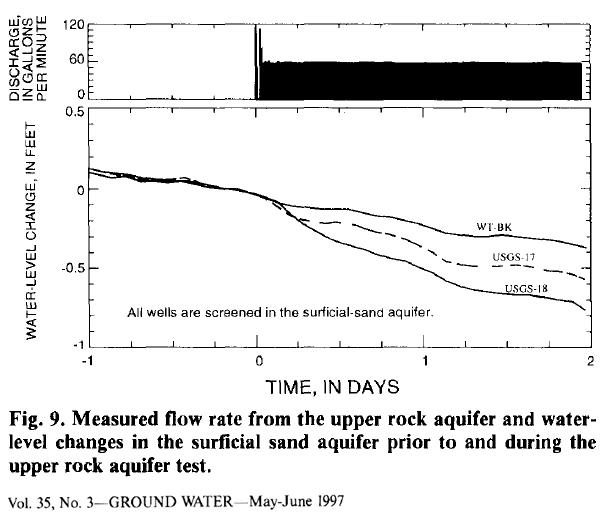 DISCHARGE,
IN GALLONS
PER MINUTE
120
60
0
WATER-LEVEL CHANGE, IN FEET
0.5
0
-0.5
-1
WT-BK
USGS-17
USGS-18
All wells are screened in the surficial-sand aquifer.
-1
0
1
2
TIME, IN DAYS
Fig. 9. Measured flow rate from the upper rock aquifer and water-
level changes in the surficial sand aquifer prior to and during the
upper rock aquifer test.
Vol. 35, No. 3—GROUND WATER—May-June 1997